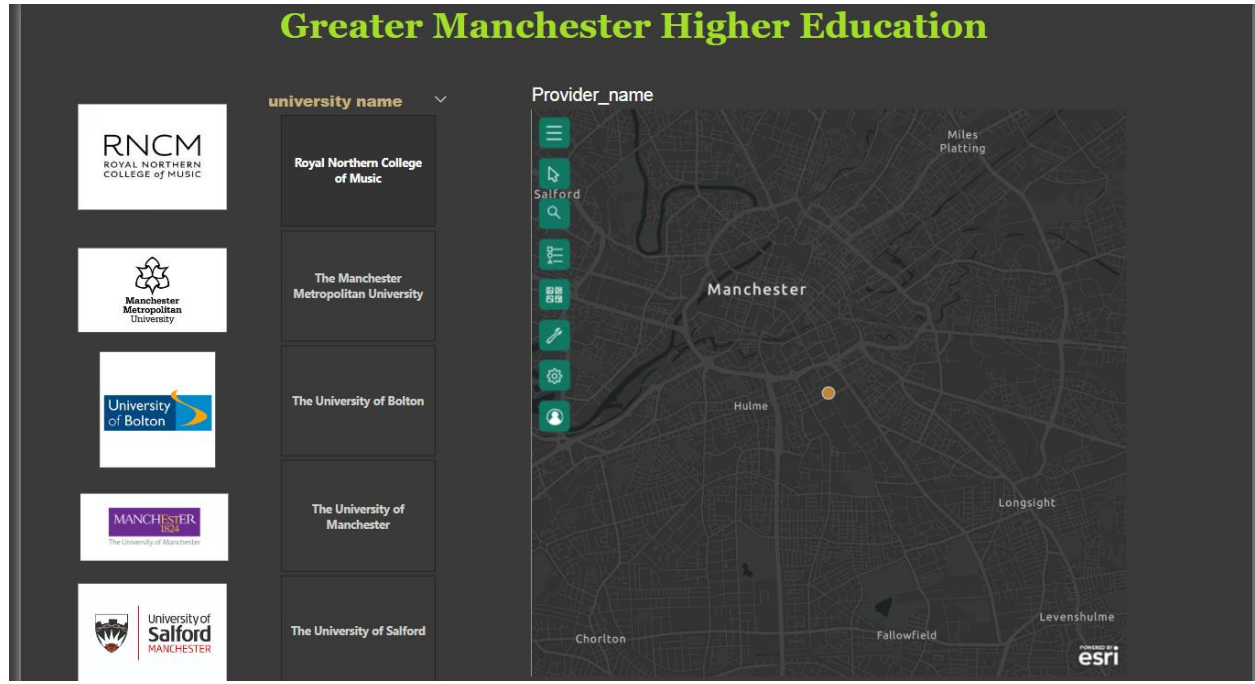 Greater Manchester Higher Education
RNCM
ROYAL NORTHERN
COLLEGE of MUSIC
Manchester
Metropolitan
University
University
of Bolton
MANCHESTER
1824
The University of Manchester
University of
Salford
MANCHESTER
university name
Royal Northern College
of Music
The Manchester
Metropolitan University
The University of Bolton
The University of
Manchester
The University of Salford
Provider_name
Miles
Platting
Salford
Manchester
Hulme
Longsight
Levenshulme
Fallowfield
Chorlton
POWERED BY
esri